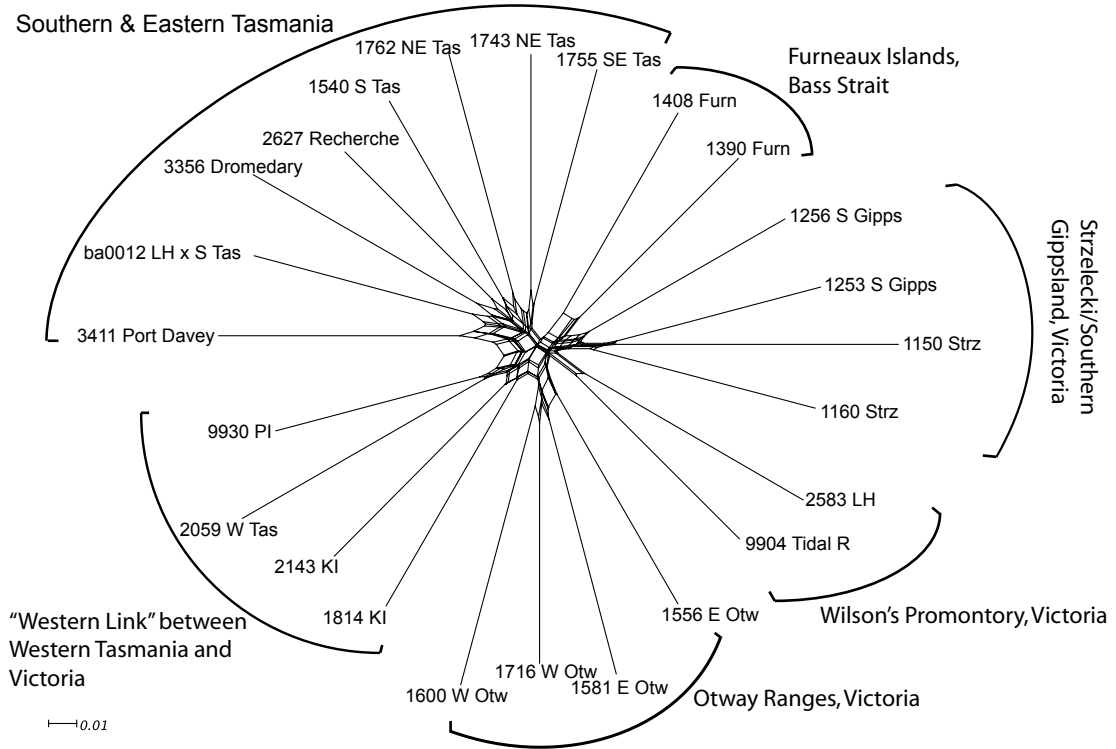 Southern & Eastern Tasmania
1762 NE Tas
1743 NE Tas
1755 SE Tas
1540 S Tas
2627 Recherche
3356 Dromedary
ba0012 LH x S Tas
3411 Port Davey
Furneaux Islands,
Bass Strait
1408 Furn
1390 Furn
1256 S Gipps
1253 S Gipps
1150 Strz
1160 Strz
Strzelecki/Southern
Gippsland, Victoria
2583 LH
9904 Tidal R
Wilson's Promontory, Victoria
1556 E Otw
1581 E Otw
1716 W Otw
1600 W Otw
Otway Ranges, Victoria
9930 PI
2059 W Tas
2143 KI
1814 KI
“Western Link” between
Western Tasmania and
Victoria
0.01